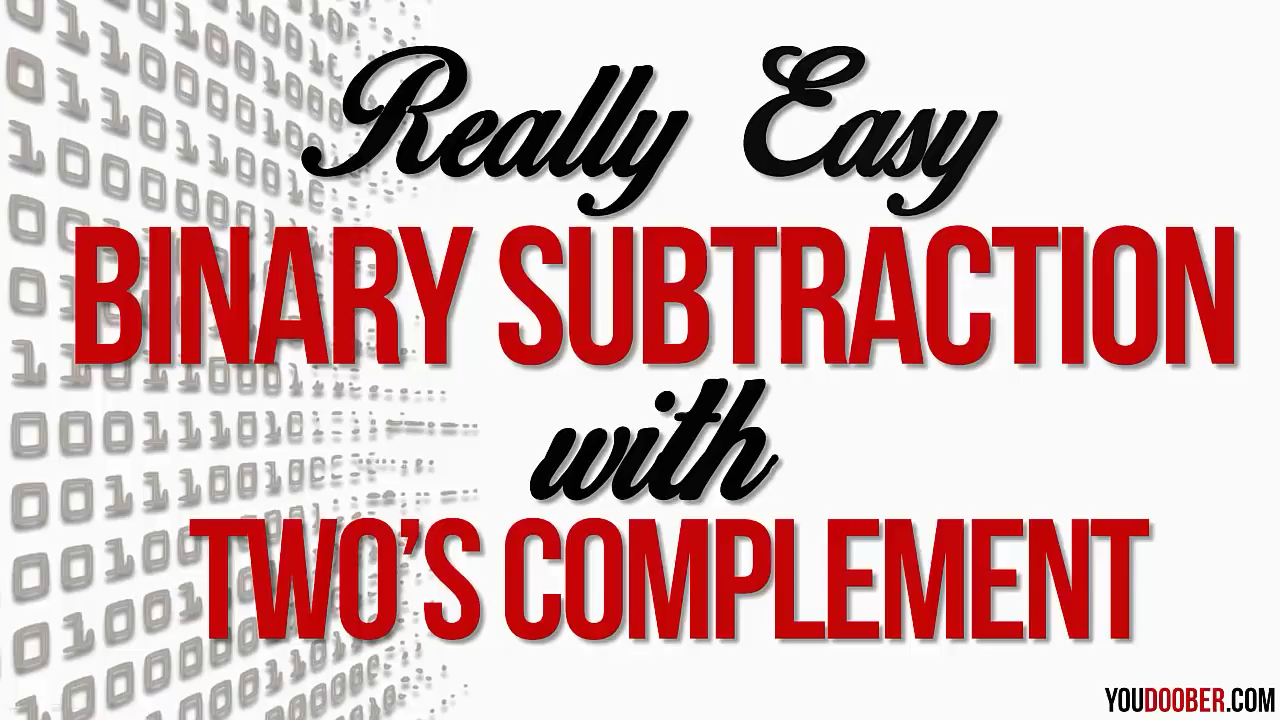 Really Easy
BINARY SUBTRACTION
with
TWO'S COMPLEMENT
YOUDOOBER.COM